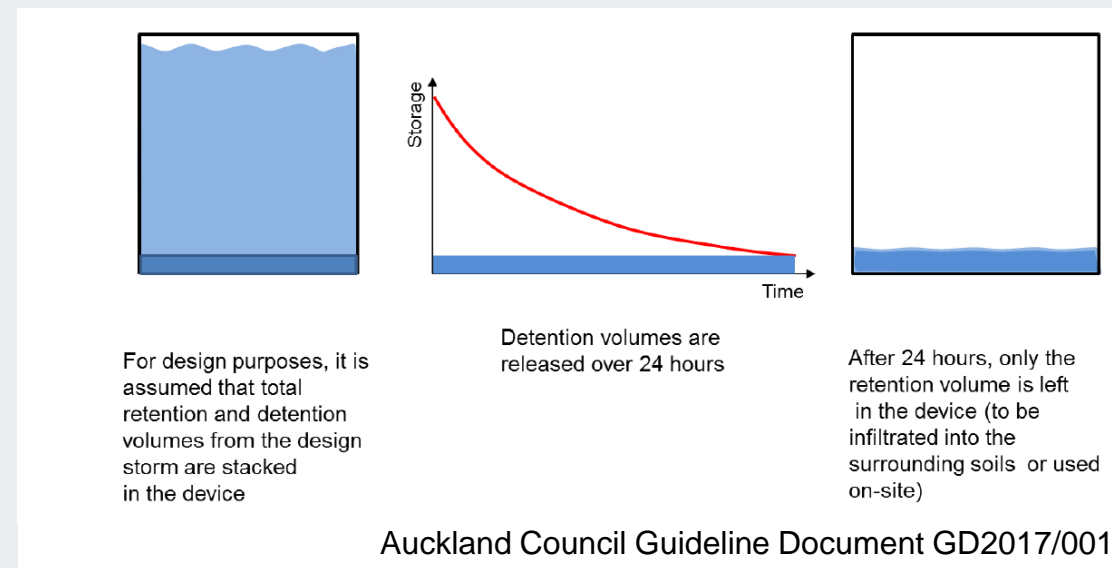 Storage
Time
For design purposes, it is
assumed that total
retention and detention
volumes from the design
storm are stacked
in the device
Detention volumes are
released over 24 hours
After 24 hours, only the
retention volume is left
in the device (to be
infiltrated into the
surrounding soils or used
on-site)
Auckland Council Guideline Document GD2017/001